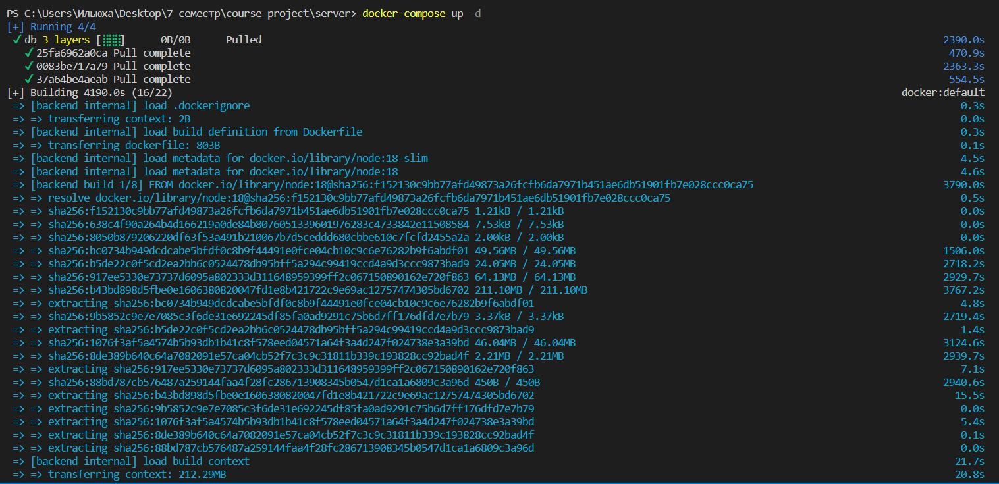 PS C:\Users\Ильюха\Desktop\7 семестр\course project\server> docker-compose up -d
[+] Running 4/4
✓ db 3 layers [⣿⣿⣿] 0B/0B Pulled 2390.0s
✓ 25fa6962a0ca Pull complete 470.9s
✓ 0083be717a79 Pull complete 2363.3s
✓ 37a64be4aeab Pull complete 554.5s
[+] Building 4190.0s (16/22) docker:default
=> [backend internal] load .dockerignore 0.3s
=> => transferring context: 2B 0.0s
=> [backend internal] load build definition from Dockerfile 0.3s
=> => transferring dockerfile: 803B 0.1s
=> [backend internal] load metadata for docker.io/library/node:18-slim 4.5s
=> [backend internal] load metadata for docker.io/library/node:18 4.6s
=> [backend build 1/8] FROM docker.io/library/node:18@sha256:f152130c9bb77afd49873a26fcfb6da7971b451ae6db51901fb7e028ccc0ca75 3790.0s
=> => resolve docker.io/library/node:18@sha256:f152130c9bb77afd49873a26fcfb6da7971b451ae6db51901fb7e028ccc0ca75 0.5s
=> => sha256:f152130c9bb77afd49873a26fcfb6da7971b451ae6db51901fb7e028ccc0ca75 1.21kB / 1.21kB 0.0s
=> => sha256:638c4f90a264b4d166219a0de84b8076051339601976283c4733842e11508584 7.53kB / 7.53kB 0.0s
=> => sha256:8050b879206220df63f53a491b210067b7d5ceddd680cbbe610c7fcfd2455a2a 2.00kB / 2.00kB 0.0s
=> => sha256:bc0734b949dcdcabe5bfdf0c8b9f44491e0fce04cb10c9c6e76282b9f6abdf01 49.56MB / 49.56MB 1506.0s
=> => sha256:b5de22c0f5cd2ea2bb6c0524478db95bff5a294c99419ccd4a9d3ccc9873bad9 24.05MB / 24.05MB 2718.2s
=> => sha256:917ee5330e73737d6095a802333d311648959399ff2c067150890162e720f863 64.13MB / 64.13MB 2929.7s
=> => sha256:b43bd898d5fbe0e1606380820047fd1e8b421722c9e69ac12757474305bd6702 211.10MB / 211.10MB 3767.2s
=> => extracting sha256:bc0734b949dcdcabe5bfdf0c8b9f44491e0fce04cb10c9c6e76282b9f6abdf01 4.8s
=> => sha256:9b5852c9e7e7085c3f6de31e692245df85fa0ad9291c75b6d7ff176dfd7e7b79 3.37kB / 3.37kB 2719.4s
=> => extracting sha256:b5de22c0f5cd2ea2bb6c0524478db95bff5a294c99419ccd4a9d3ccc9873bad9 1.4s
=> => sha256:1076f3af5a4574b5b93db1b41c8f578eed04571a64f3a4d247f024738e3a39bd 46.04MB / 46.04MB 3124.6s
=> => sha256:8de389b640c64a7082091e57ca04cb52f7c3c9c31811b339c193828cc92bad4f 2.21MB / 2.21MB 2939.7s
=> => extracting sha256:917ee5330e73737d6095a802333d311648959399ff2c067150890162e720f863 7.1s
=> => sha256:88bd787cb576487a259144faa4f28fc286713908345b0547d1ca1a6809c3a96d 450B / 450B 2940.6s
=> => extracting sha256:b43bd898d5fbe0e1606380820047fd1e8b421722c9e69ac12757474305bd6702 15.5s
=> => extracting sha256:9b5852c9e7e7085c3f6de31e692245df85fa0ad9291c75b6d7ff176dfd7e7b79 0.0s
=> => extracting sha256:1076f3af5a4574b5b93db1b41c8f578eed04571a64f3a4d247f024738e3a39bd 5.4s
=> => extracting sha256:8de389b640c64a7082091e57ca04cb52f7c3c9c31811b339c193828cc92bad4f 0.1s
=> => extracting sha256:88bd787cb576487a259144faa4f28fc286713908345b0547d1ca1a6809c3a96d 0.0s
=> [backend internal] load build context 21.7s
=> => transferring context: 212.29MB 20.8s